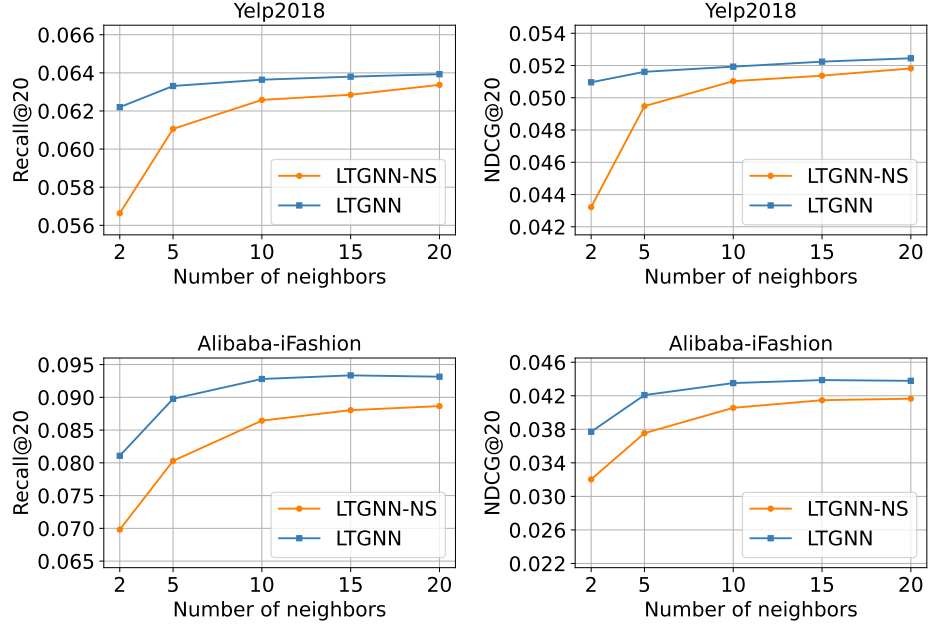 Yelp2018
Recall@20
0.066
0.064
0.062
0.060
0.058
0.056
LTGNN-NS
LTGNN
2 5 10 15 20
Number of neighbors
Yelp2018
NDCG@20
0.054
0.052
0.050
0.048
0.046
0.044
0.042
LTGNN-NS
LTGNN
2 5 10 15 20
Number of neighbors
Alibaba-iFashion
Recall@20
0.095
0.090
0.085
0.080
0.075
0.070
0.065
LTGNN-NS
LTGNN
2 5 10 15 20
Number of neighbors
Alibaba-iFashion
NDCG@20
0.046
0.042
0.038
0.034
0.030
0.026
0.022
LTGNN-NS
LTGNN
2 5 10 15 20
Number of neighbors